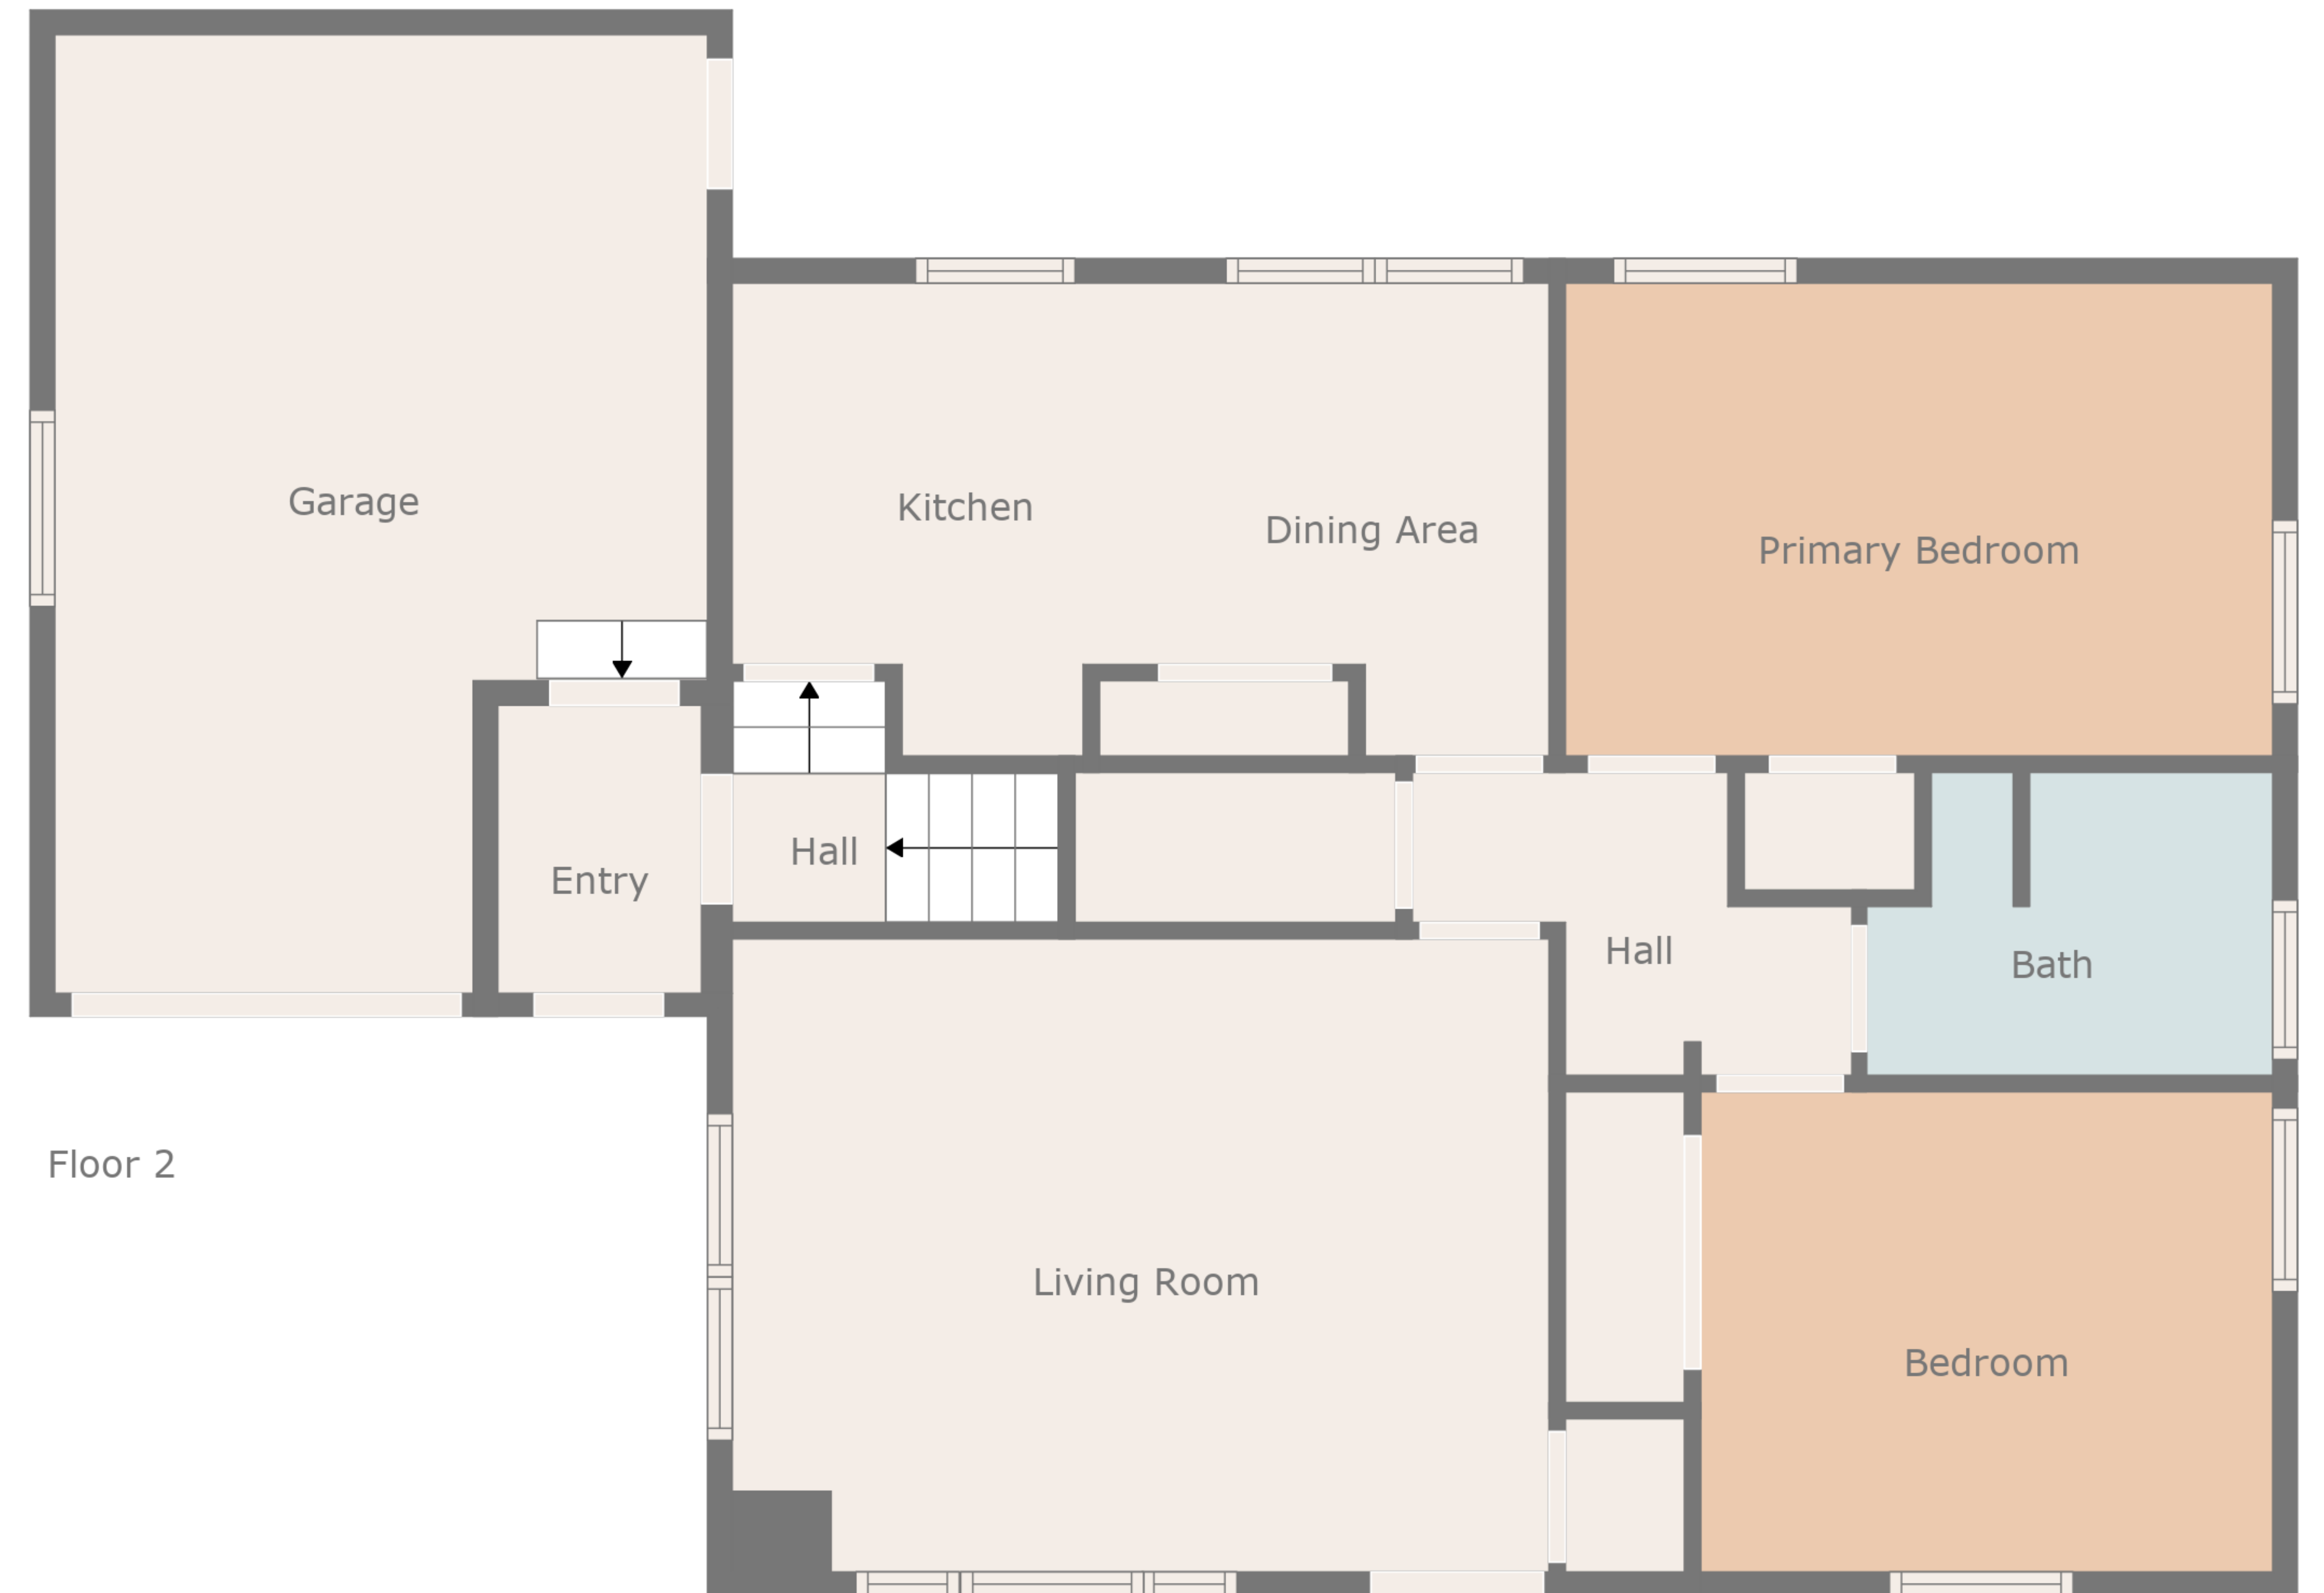 Garage
Kitchen
Dining Area
Primary Bedroom
Entry
Hall
Hall
Bath
Floor 2
Living Room
Bedroom